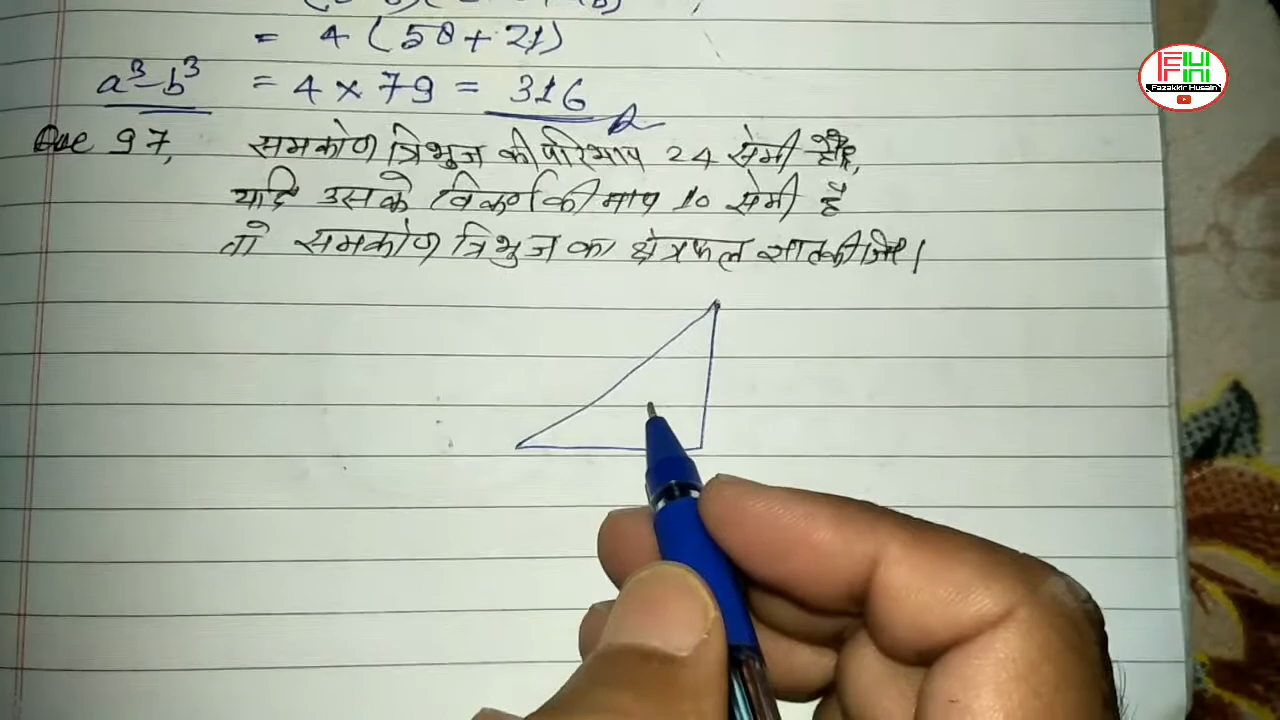 = 4 (58 + 21)
a³ - b³ = 4 × 79 = 316
Que 97, समकोण त्रिभुज की परिमाप 24 सेमी है,
यदि उसके विकर्ण की माप 10 सेमी है
तो समकोण त्रिभुज का क्षेत्रफल ज्ञात कीजिए।
FH
Fazakkir Husain